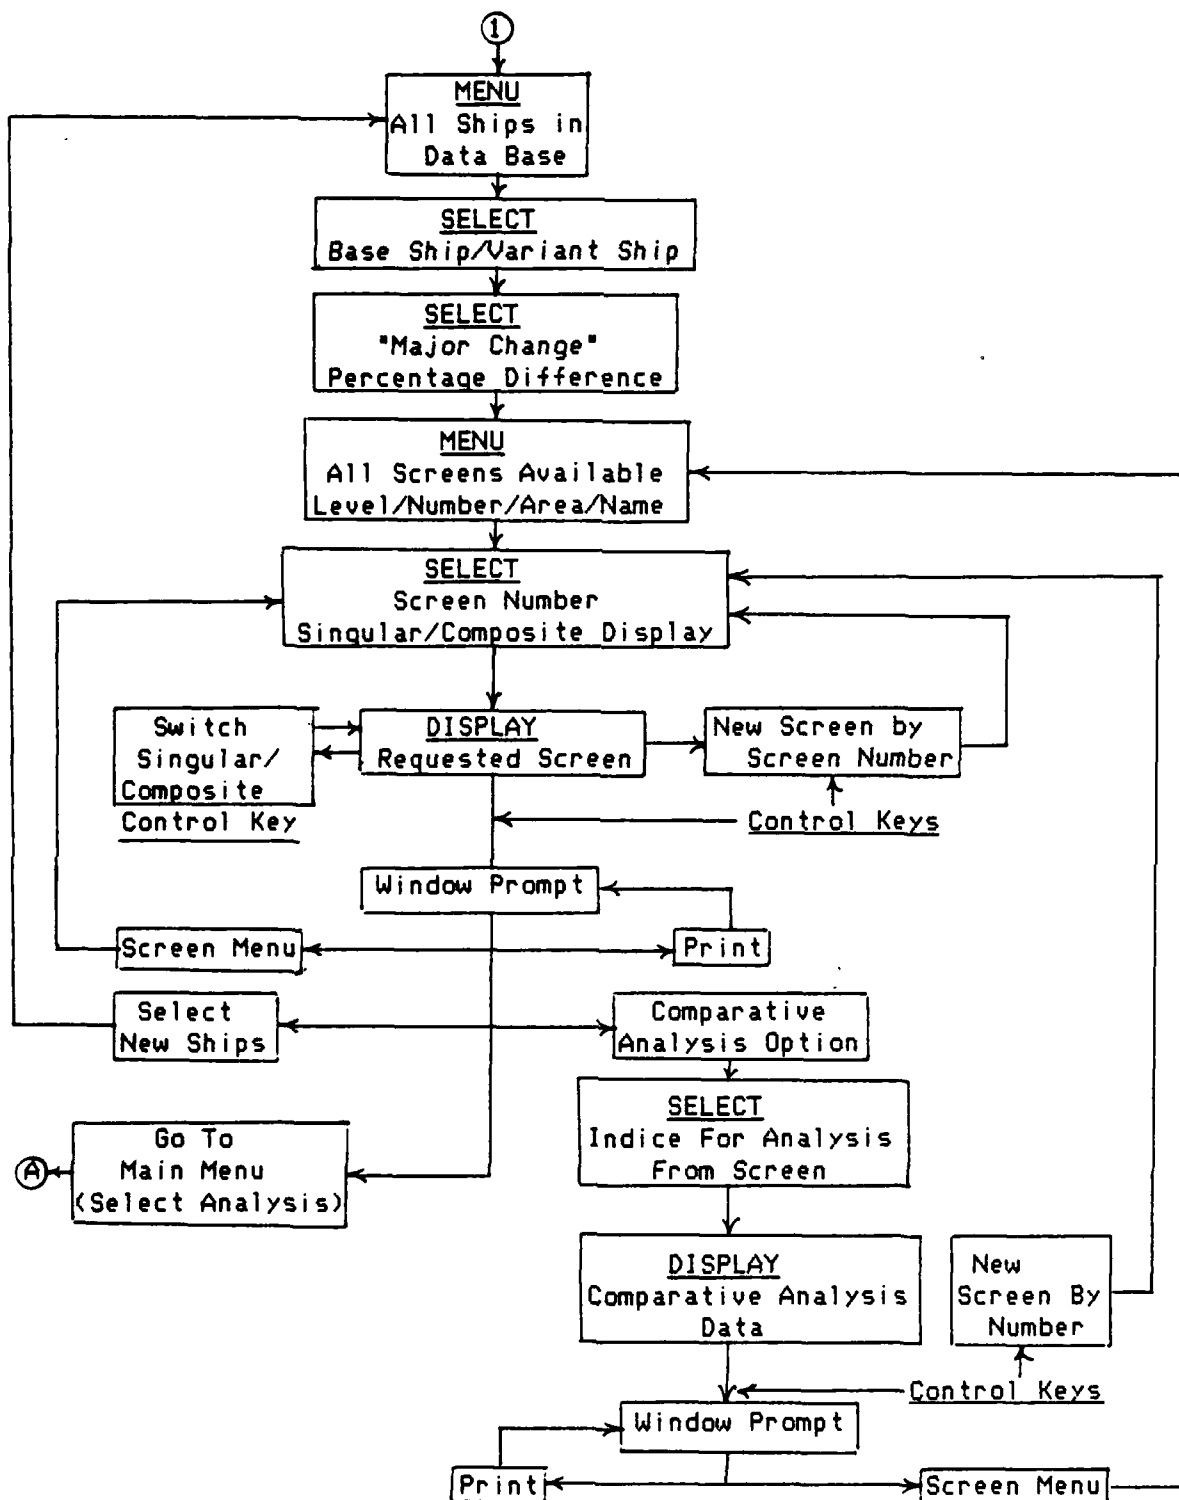 1
MENU
All Ships in
Data Base
SELECT
Base Ship/Variant Ship
SELECT
"Major Change"
Percentage Difference
MENU
All Screens Available
Level/Number/Area/Name
SELECT
Screen Number
Singular/Composite Display
Switch
Singular/
Composite
Control Key
DISPLAY
Requested Screen
New Screen by
Screen Number
Control Keys
Window Prompt
Screen Menu
Print
Select
New Ships
Comparative
Analysis Option
SELECT
Indice For Analysis
From Screen
A
Go To
Main Menu
(Select Analysis)
DISPLAY
Comparative Analysis
Data
New
Screen By
Number
Control Keys
Window Prompt
Print
Screen Menu